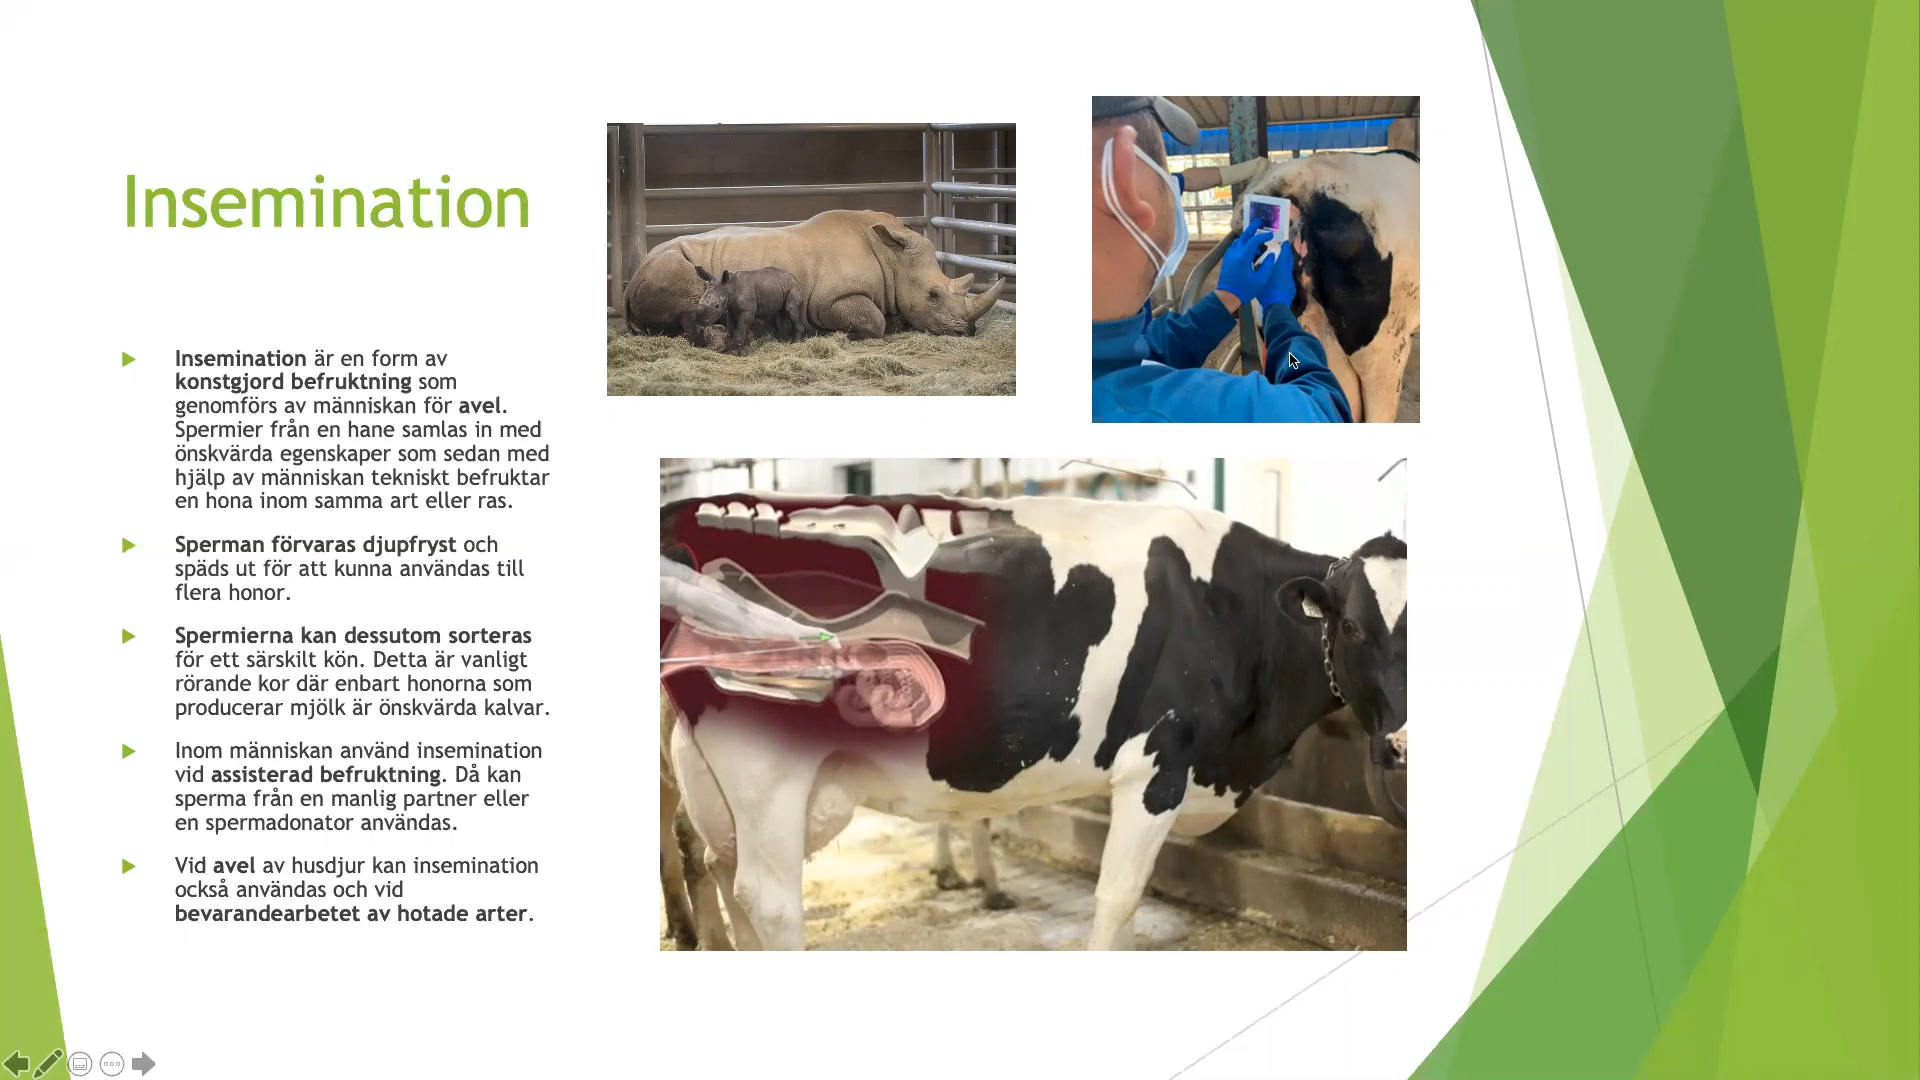 Insemination
Insemination är en form av
konstgjord befruktning som
genomförs av människan för avel.
Spermier från en hane samlas in med
önskvärda egenskaper som sedan med
hjälp av människan tekniskt befruktar
en hona inom samma art eller ras.
Sperman förvaras djupfryst och
späds ut för att kunna användas till
flera honor.
Spermierna kan dessutom sorteras
för ett särskilt kön. Detta är vanligt
rörande kor där enbart honorna som
producerar mjölk är önskvärda kalvar.
Inom människan använd insemination
vid assisterad befruktning. Då kan
sperma från en manlig partner eller
en spermadonator användas.
Vid avel av husdjur kan insemination
också användas och vid
bevarandearbetet av hotade arter.